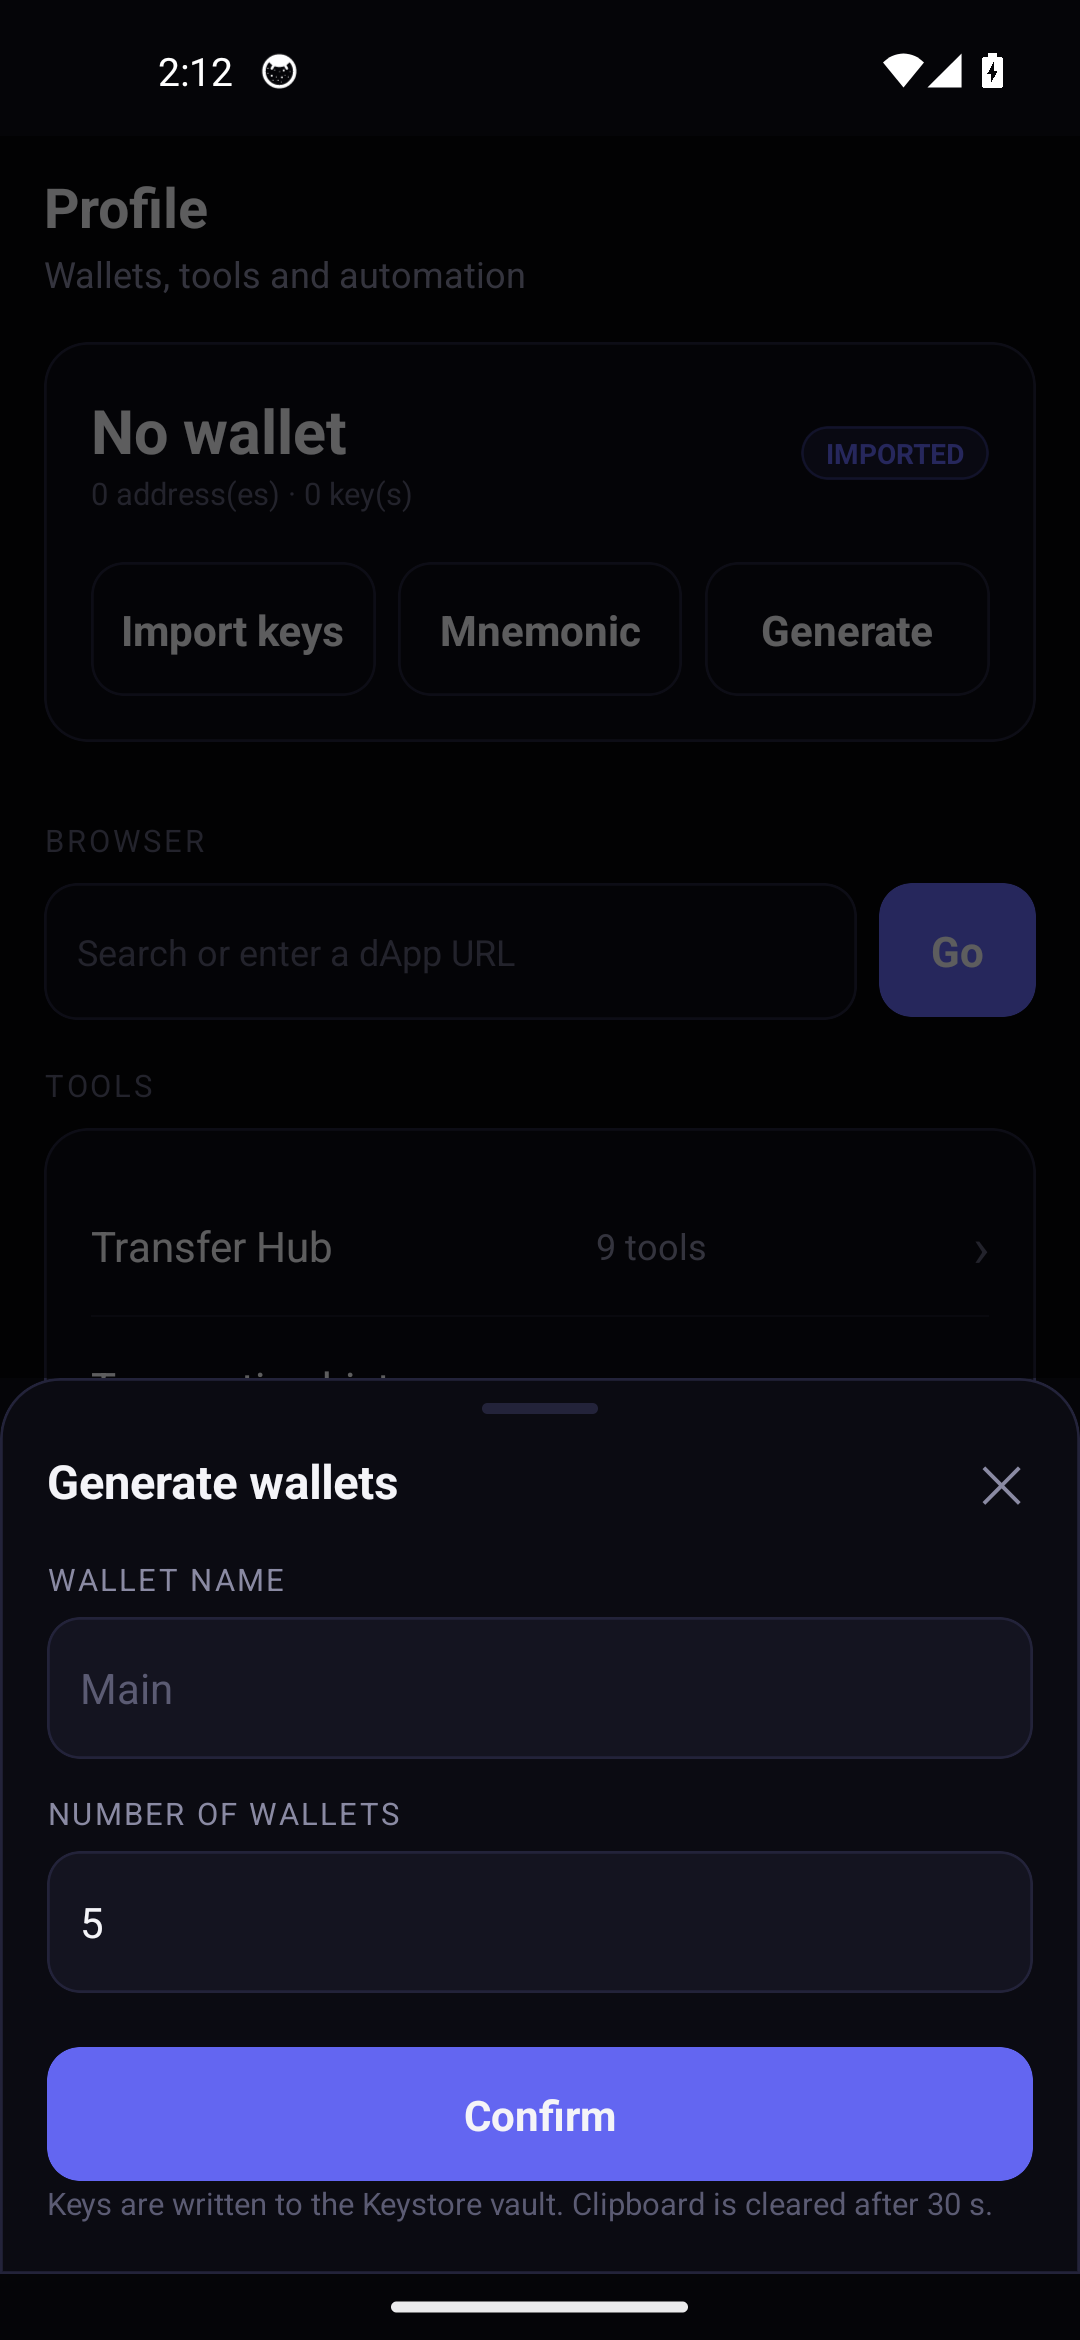 2:12
Profile
Wallets, tools and automation
No wallet
IMPORTED
0 address(es) · 0 key(s)
Import keys
Mnemonic
Generate
BROWSER
Search or enter a dApp URL
Go
TOOLS
Transfer Hub
9 tools
Generate wallets
WALLET NAME
Main
NUMBER OF WALLETS
5
Confirm
Keys are written to the Keystore vault. Clipboard is cleared after 30 s.